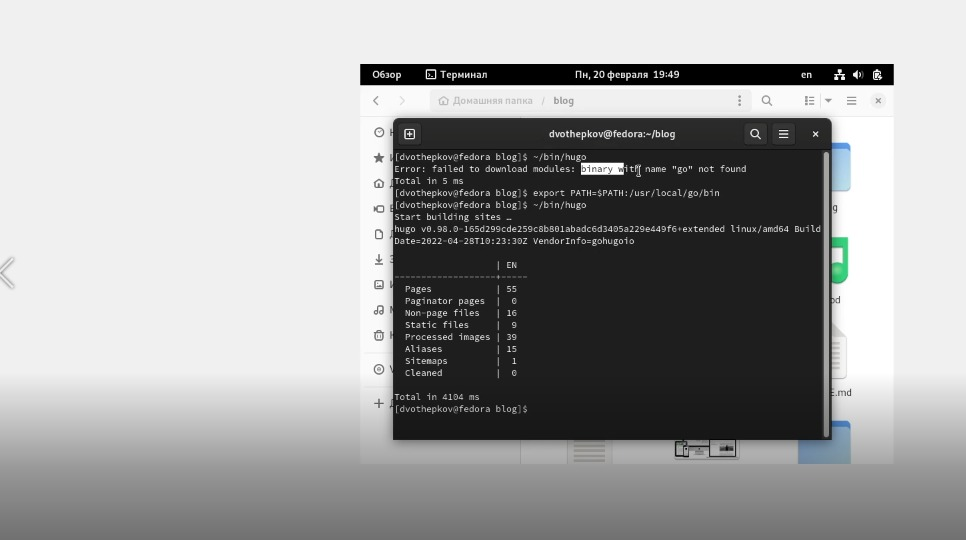 Обзор Терминал Пн, 20 февраля 19:49 en
Домашняя папка / blog
dvothepkov@fedora:~/blog
[dvothepkov@fedora blog]$ ~/bin/hugo
Error: failed to download modules: binary with name "go" not found
Total in 5 ms
[dvothepkov@fedora blog]$ export PATH=$PATH:/usr/local/go/bin
[dvothepkov@fedora blog]$ ~/bin/hugo
Start building sites …
hugo v0.98.0-165d299cde259c8b801abadc6d3405a229e449f6+extended linux/amd64 Build
Date=2022-04-28T10:23:30Z VendorInfo=gohugoio
| EN
-------------------+-----
Pages | 55
Paginator pages | 0
Non-page files | 16
Static files | 9
Processed images | 39
Aliases | 15
Sitemaps | 1
Cleaned | 0
Total in 4104 ms
[dvothepkov@fedora blog]$